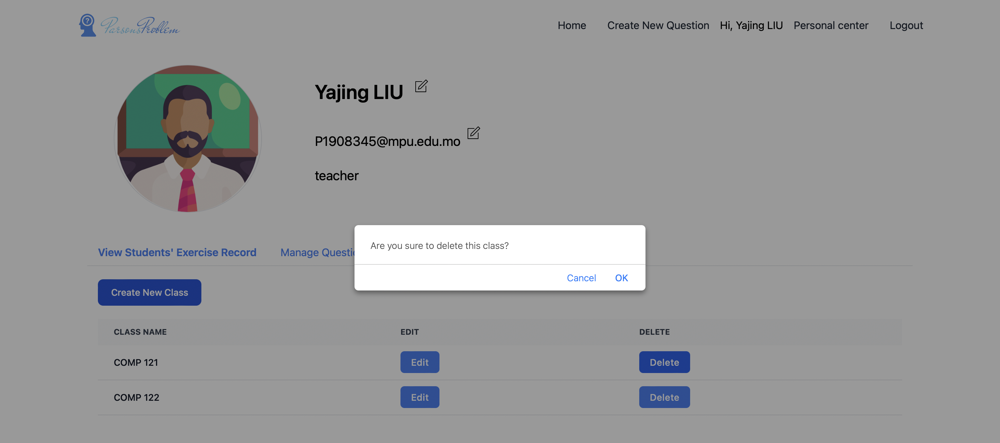 ?
ParsonsProblem
Home Create New Question Hi, Yajing LIU Personal center Logout
Yajing LIU
P1908345@mpu.edu.mo
teacher
Are you sure to delete this class?
Cancel OK
View Students' Exercise Record Manage
Create New Class
CLASS NAME EDIT DELETE
COMP 121 Edit Delete
COMP 122 Edit Delete